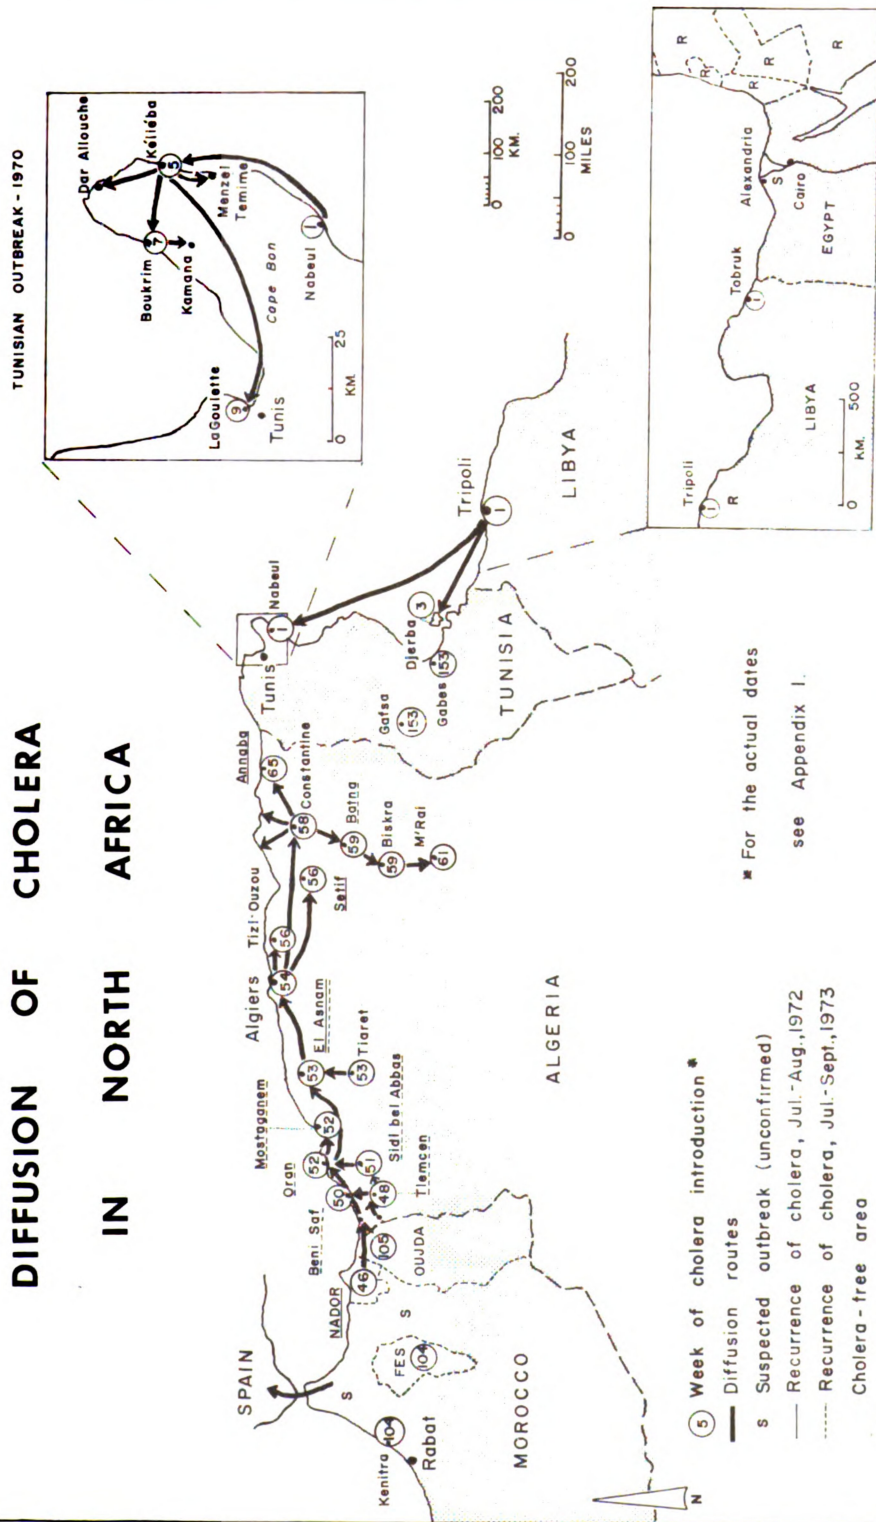 DIFFUSION OF CHOLERA
IN NORTH AFRICA
TUNISIAN OUTBREAK - 1970
Dar Allouche
Kéliéba
5
Menzel
Temime
Boukrim
7
Kamana
Cape Bon
Nabeul
1
LaGoulette
9
Tunis
0 25
KM.
0 100 200
KM.
0 100 200
MILES
SPAIN
S
Kenitra
104
Rabat
MOROCCO
FES
104
S
NADOR
46
OUJDA
105
Beni Saf
50
Tlemcen
48
Oran
52
Sidi bel Abbas
51
Mostaganem
52
El Asnam
53
Tiaret
53
Algiers
54
Tizi-Ouzou
56
Setif
56
Constantine
58
Annaba
65
Batna
59
Biskra
59
M'Rai
61
ALGERIA
Tunis
Nabeul
1
Gafsa
153
Gabes
153
Djerba
3
TUNISIA
Tripoli
1
LIBYA
Tripoli
1
R
LIBYA
0 500
KM.
Tobruk
1
Alexandria
S
Cairo
EGYPT
R
R
R
R
R
R
5 Week of cholera introduction*
Diffusion routes
S Suspected outbreak (unconfirmed)
Recurrence of cholera, Jul.-Aug.,1972
Recurrence of cholera, Jul.-Sept.,1973
Cholera-free area
* For the actual dates
see Appendix 1.
N